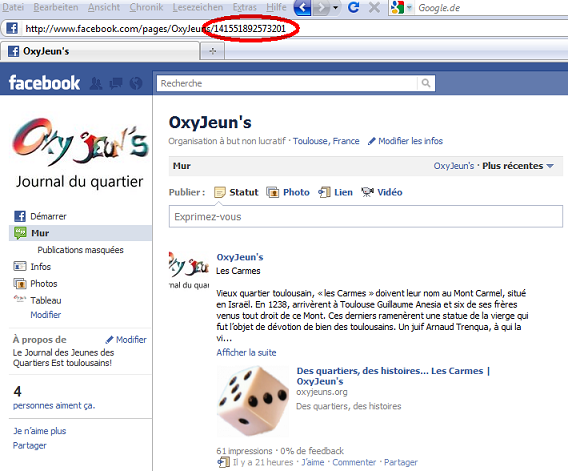 Datei Bearbeiten Ansicht Chronik Lesezeichen Extras Hilfe Google.de
http://www.facebook.com/pages/OxyJeuns/141551892573201
OxyJeun's
facebook Recherche
Oxy jeun's
Journal du quartier
Démarrer
Mur
Publications masquées
Infos
Photos
Tableau
Modifier
À propos de Modifier
Le Journal des Jeunes des
Quartiers Est toulousains!
4
personnes aiment ça.
Je n'aime plus
Partager
OxyJeun's
Organisation à but non lucratif · Toulouse, France Modifier les infos
Mur OxyJeun's · Plus récentes
Publier : Statut Photo Lien Vidéo
Exprimez-vous
OxyJeun's
Les Carmes
Vieux quartier toulousain, « les Carmes » doivent leur nom au Mont Carmel, situé
en Israël. En 1238, arrivèrent à Toulouse Guillaume Anesia et six de ses frères
venus tout droit de ce Mont. Ces derniers ramenèrent une statue de la vierge qui
fut l'objet de dévotion de bien des toulousains. Un juif Arnaud Trenqua, à qui la
vi...
Afficher la suite
Des quartiers, des histoires... Les Carmes |
OxyJeun's
oxyjeuns.org
Des quartiers, des histoires
61 impressions · 0% de feedback
Il y a 21 heures · J'aime · Commenter · Partager